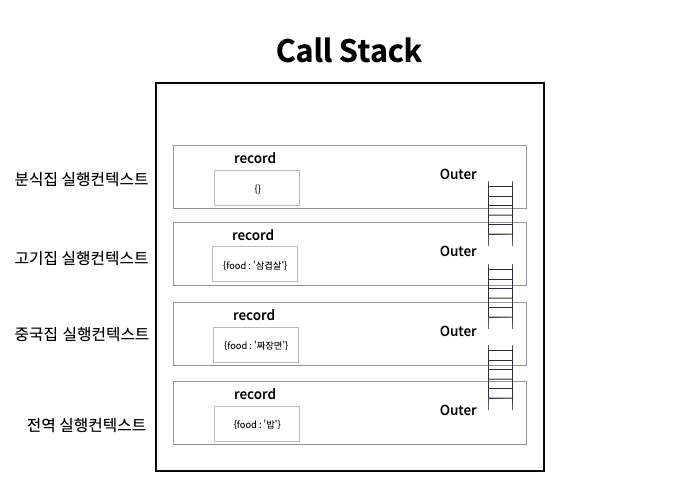 Call Stack
분식집 실행컨텍스트
record
{}
Outer
고기집 실행컨텍스트
record
{food : '삼겹살'}
Outer
중국집 실행컨텍스트
record
{food : '짜장면'}
Outer
전역 실행컨텍스트
record
{food : '밥'}
Outer